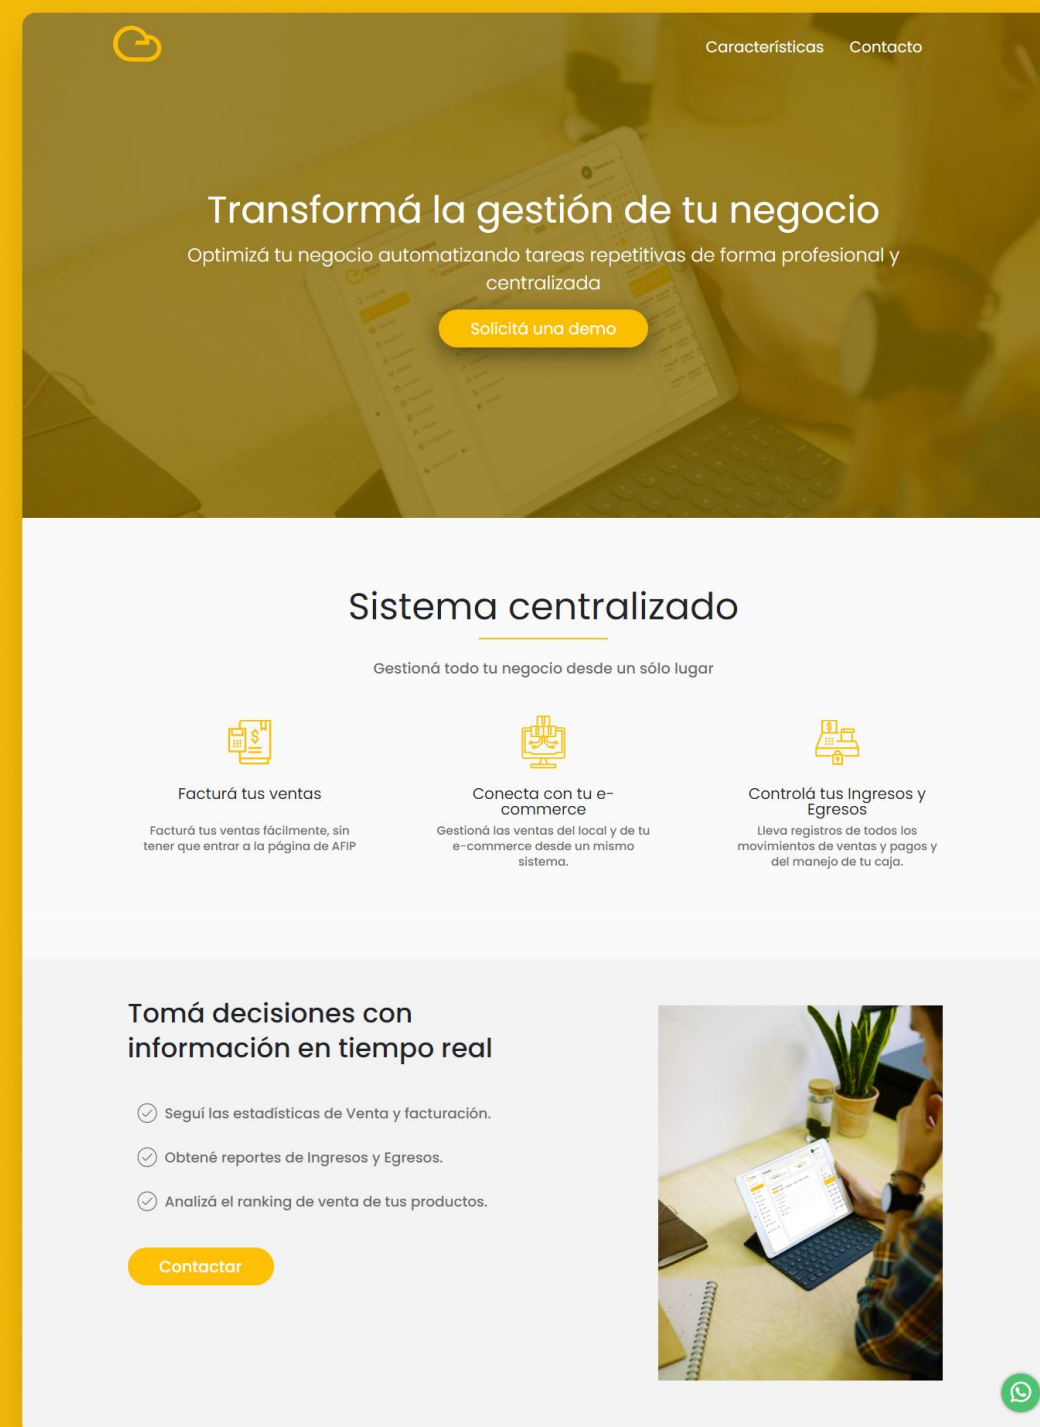 Características Contacto
Transformá la gestión de tu negocio
Optimizá tu negocio automatizando tareas repetitivas de forma profesional y
centralizada
Solicitá una demo
Sistema centralizado
Gestioná todo tu negocio desde un sólo lugar
Facturá tus ventas
Facturá tus ventas fácilmente, sin
tener que entrar a la página de AFIP
Conecta con tu e-
commerce
Gestioná las ventas del local y de tu
e-commerce desde un mismo
sistema.
Controlá tus Ingresos y
Egresos
Lleva registros de todos los
movimientos de ventas y pagos y
del manejo de tu caja.
Tomá decisiones con
información en tiempo real
Seguí las estadísticas de Venta y facturación.
Obtené reportes de Ingresos y Egresos.
Analizá el ranking de venta de tus productos.
Contactar